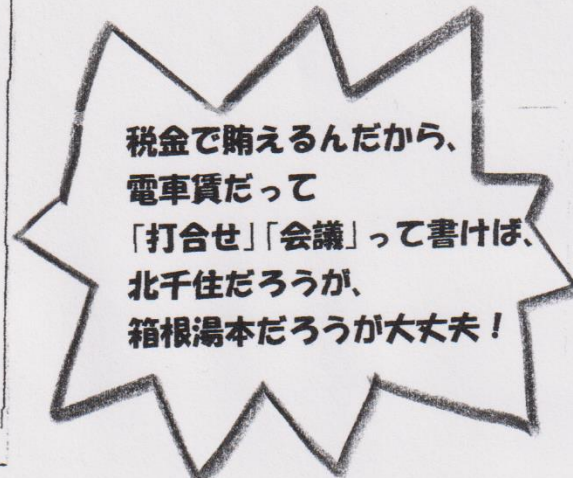 税金で賄えるんだから、
電車賃だって
「打合せ」「会議」って書けば、
北千住だろうが、
箱根湯本だろうが大丈夫！